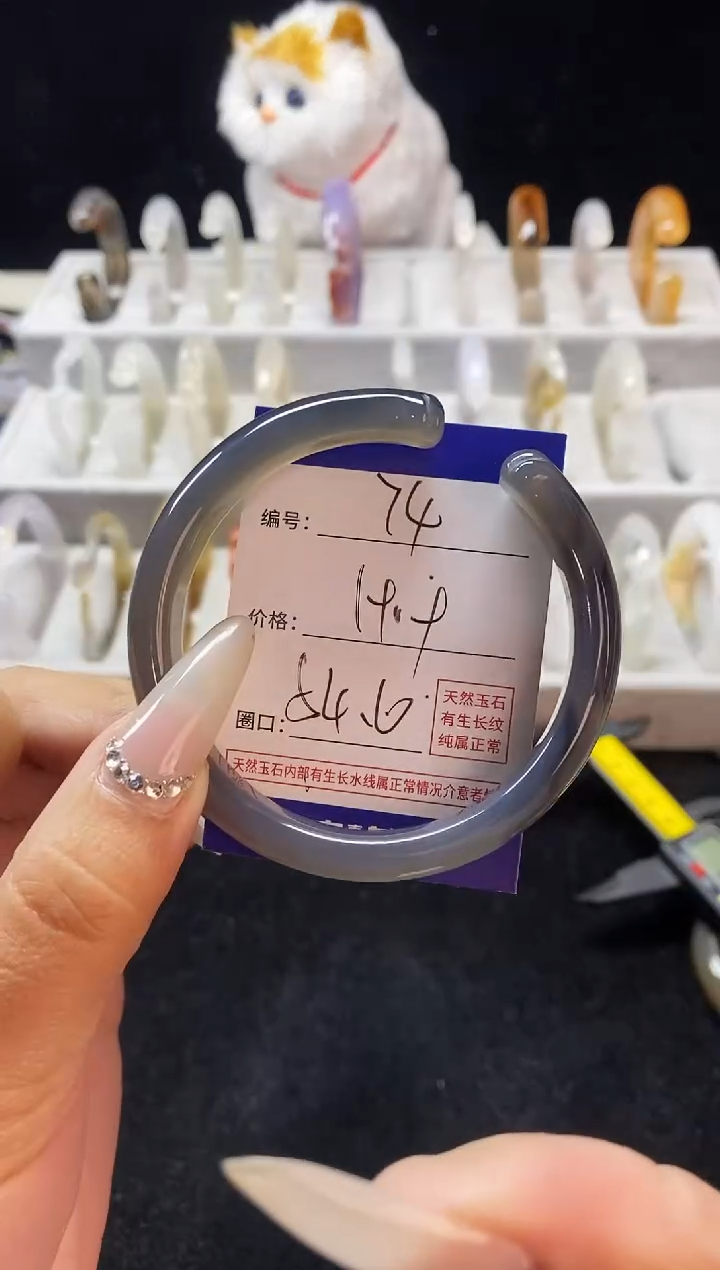 编号: 74
价格:
圈口: 54.6
天然玉石
有生长纹
纯属正常
天然玉石内部有生长水线属正常情况介意者